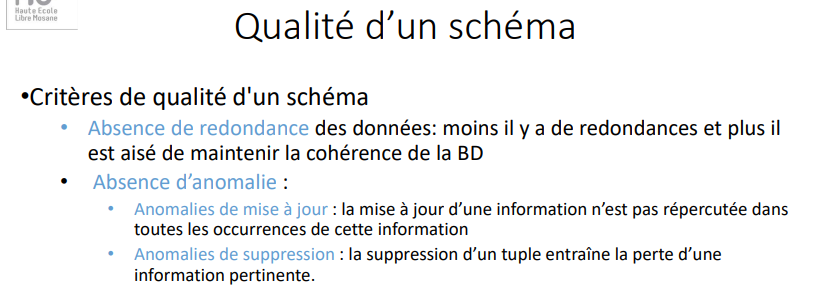 Haute Ecole
Libre Mosane
Qualité d’un schéma
•Critères de qualité d'un schéma
• Absence de redondance des données: moins il y a de redondances et plus il
est aisé de maintenir la cohérence de la BD
• Absence d’anomalie :
• Anomalies de mise à jour : la mise à jour d’une information n’est pas répercutée dans
toutes les occurrences de cette information
• Anomalies de suppression : la suppression d’un tuple entraîne la perte d’une
information pertinente.